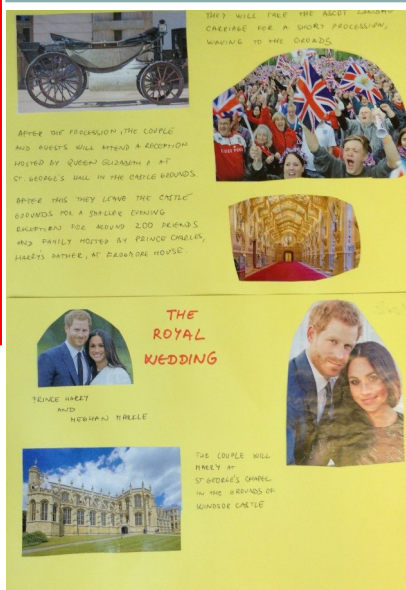 THEY WILL TAKE THE ASCOT LANDAU
CARRIAGE FOR A SHORT PROCESSION,
WAVING TO THE CROWDS
AFTER THE PROCESSION, THE COUPLE
AND GUESTS WILL ATTEND A RECEPTION
HOSTED BY QUEEN ELIZABETH 2 AT
ST. GEORGE'S HALL IN THE CASTLE GROUNDS.
AFTER THIS THEY LEAVE THE CASTLE
GROUNDS FOR A SMALLER EVENING
RECEPTION FOR AROUND 200 FRIENDS
AND FAMILY HOSTED BY PRINCE CHARLES,
HARRYS FATHER, AT FROGMORE HOUSE.
THE
ROYAL
WEDDING
PRINCE HARRY
AND
MEGHAN MARKLE
THE COUPLE WILL
MARRY AT
ST GEORGE'S CHAPEL
IN THE GROUNDS OF
WINDSOR CASTLE